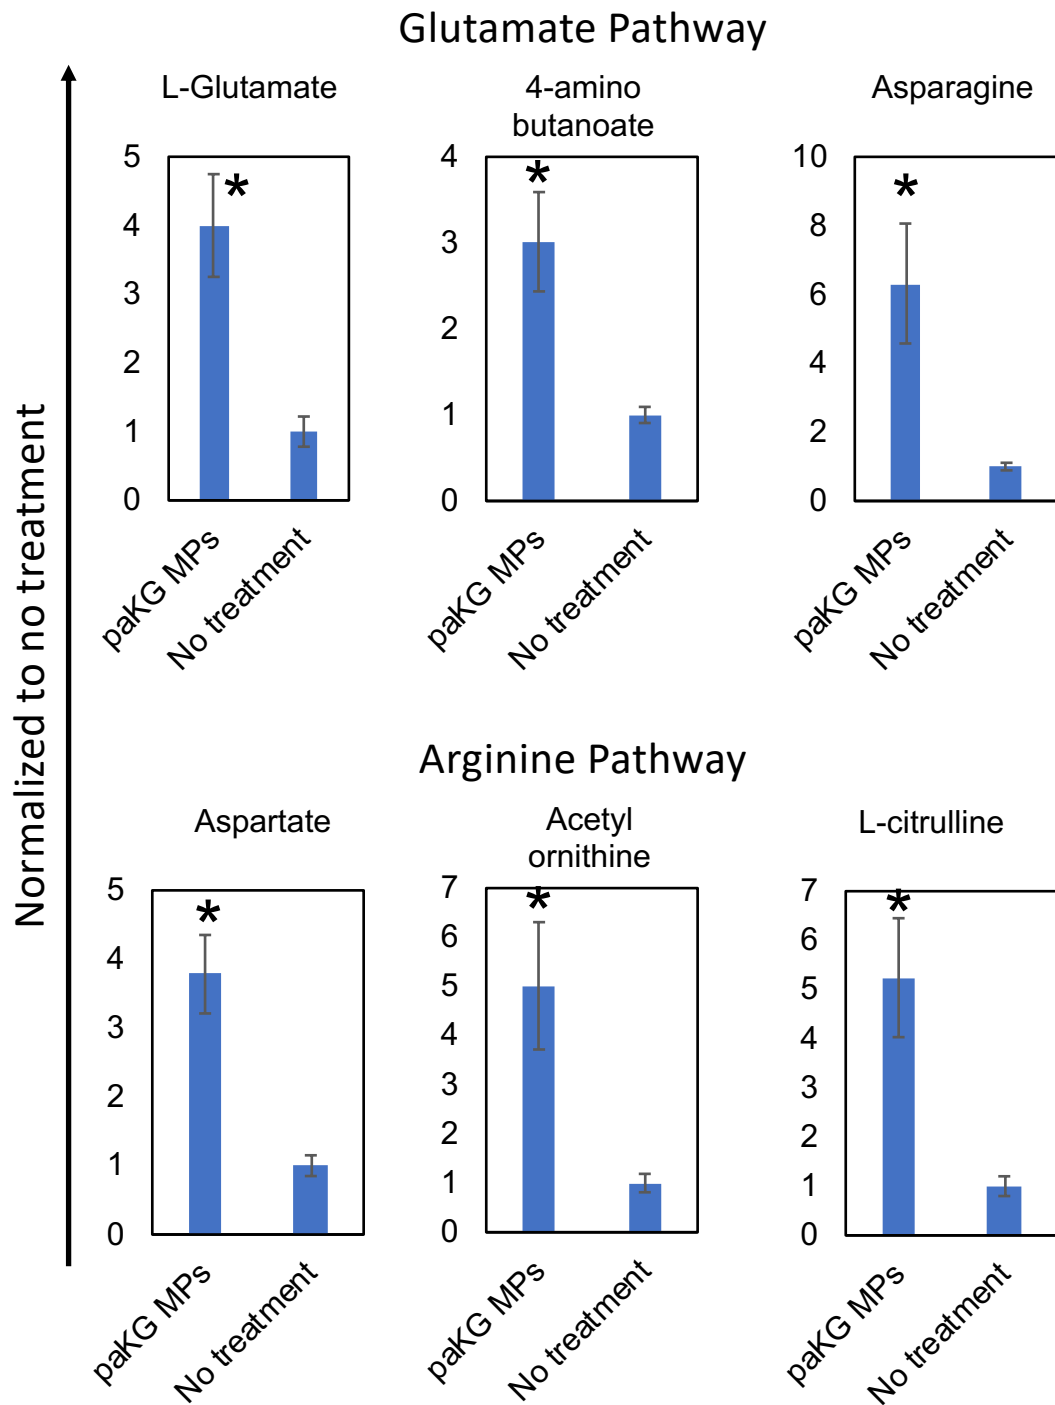 Glutamate Pathway
Normalized to no treatment
L-Glutamate
5
4
3
2
1
0
paKG MPs
No treatment
4-amino
butanoate
4
3
2
1
0
*
paKG MPs
No treatment
Asparagine
10
8
6
4
2
0
*
paKG MPs
No treatment
*
Arginine Pathway
Aspartate
5
4
3
2
1
0
*
paKG MPs
No treatment
Acetyl
ornithine
7
6
5
4
3
2
1
0
*
paKG MPs
No treatment
L-citrulline
7
6
5
4
3
2
1
0
*
paKG MPs
No treatment